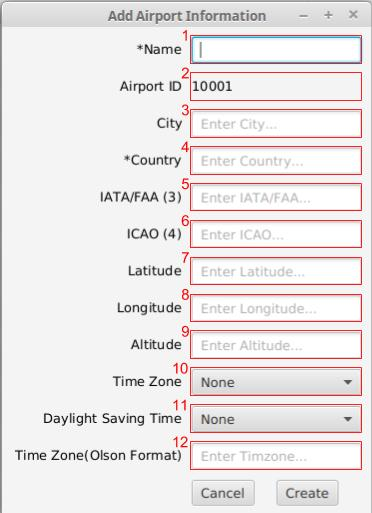 Add Airport Information
1
*Name
2
Airport ID 10001
3
City Enter City...
4
*Country Enter Country...
5
IATA/FAA (3) Enter IATA/FAA...
6
ICAO (4) Enter ICAO...
7
Latitude Enter Latitude...
8
Longitude Enter Longitude...
9
Altitude Enter Altitude...
10
Time Zone None
11
Daylight Saving Time None
12
Time Zone(Olson Format) Enter Timzone...
Cancel Create